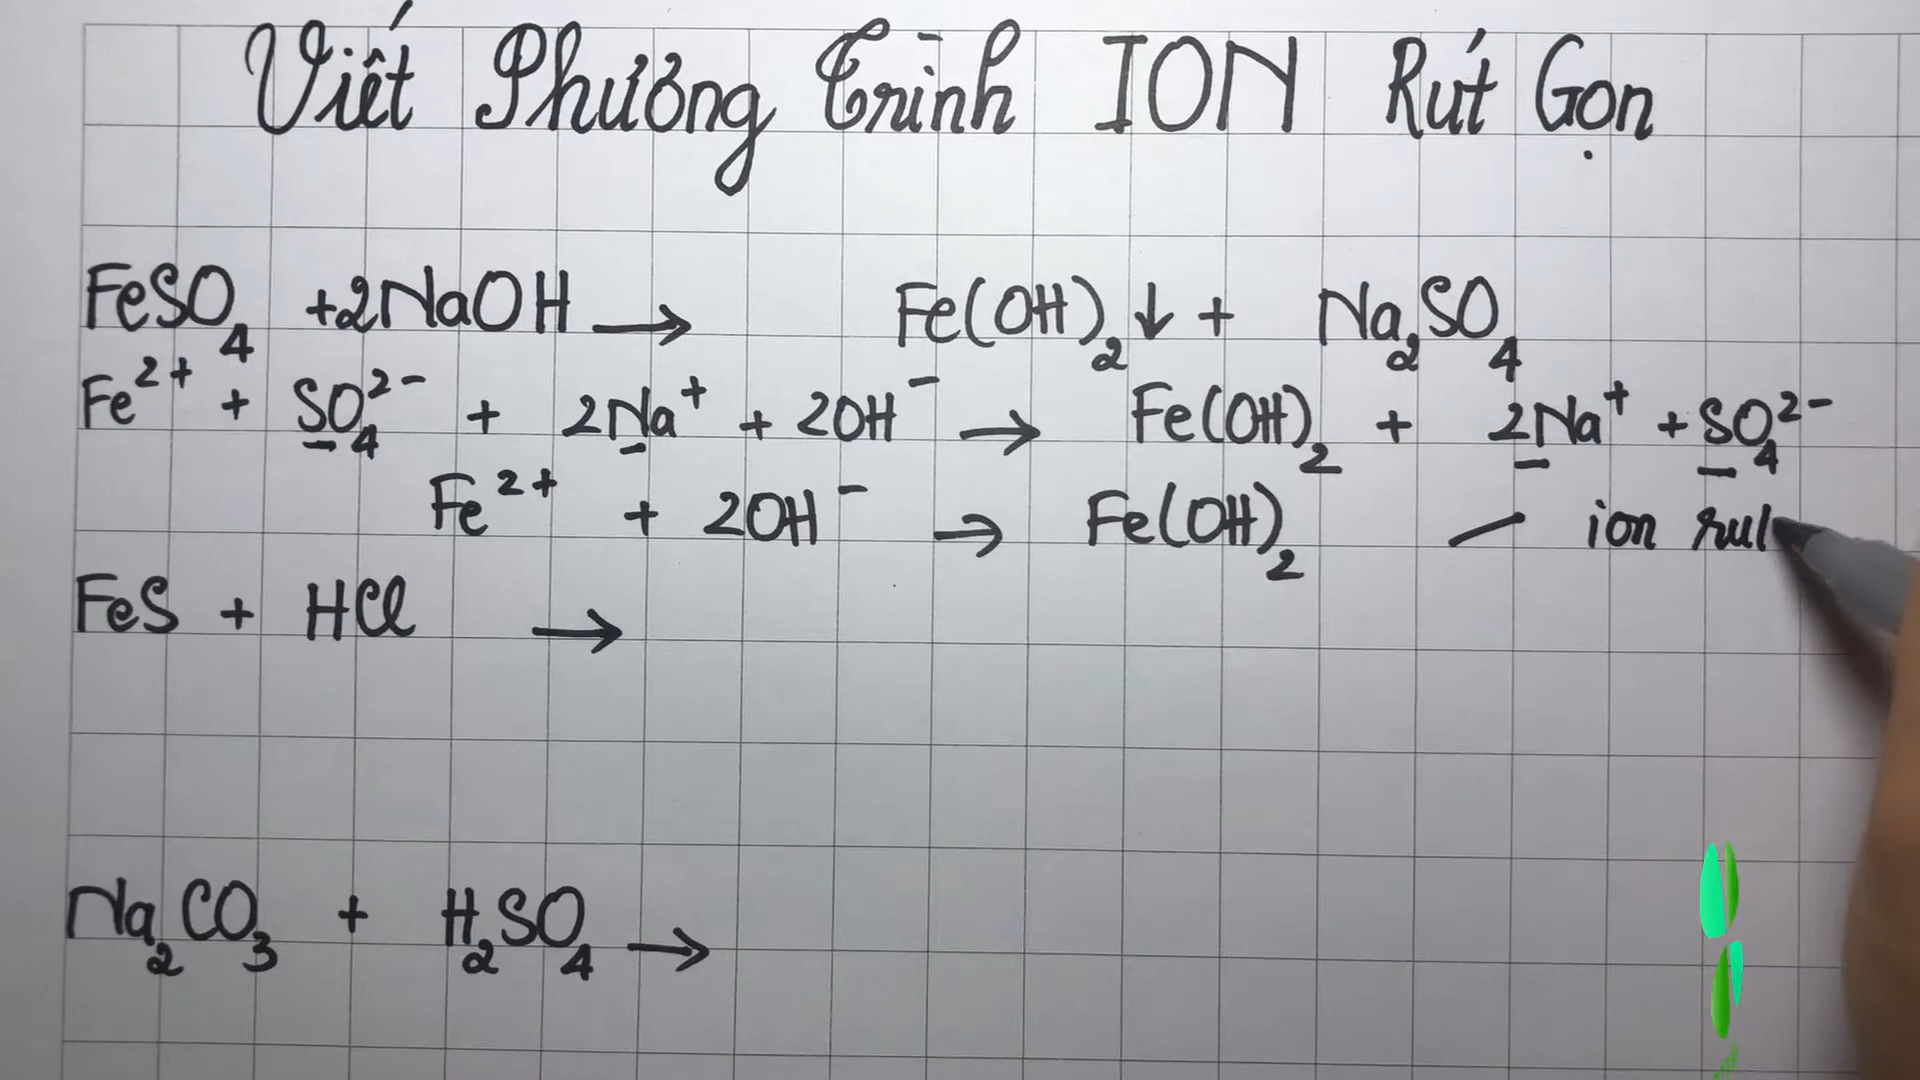 Viết Phương Trình ION Rút Gọn
FeSO₄ +2NaOH → Fe(OH)₂↓ + Na₂SO₄
Fe²⁺ + SO₄²⁻ + 2Na⁺ + 2OH⁻ → Fe(OH)₂ + 2Na⁺ + SO₄²⁻
Fe²⁺ + 2OH⁻ → Fe(OH)₂ — ion ru
FeS + HCl →
Na₂CO₃ + H₂SO₄ →